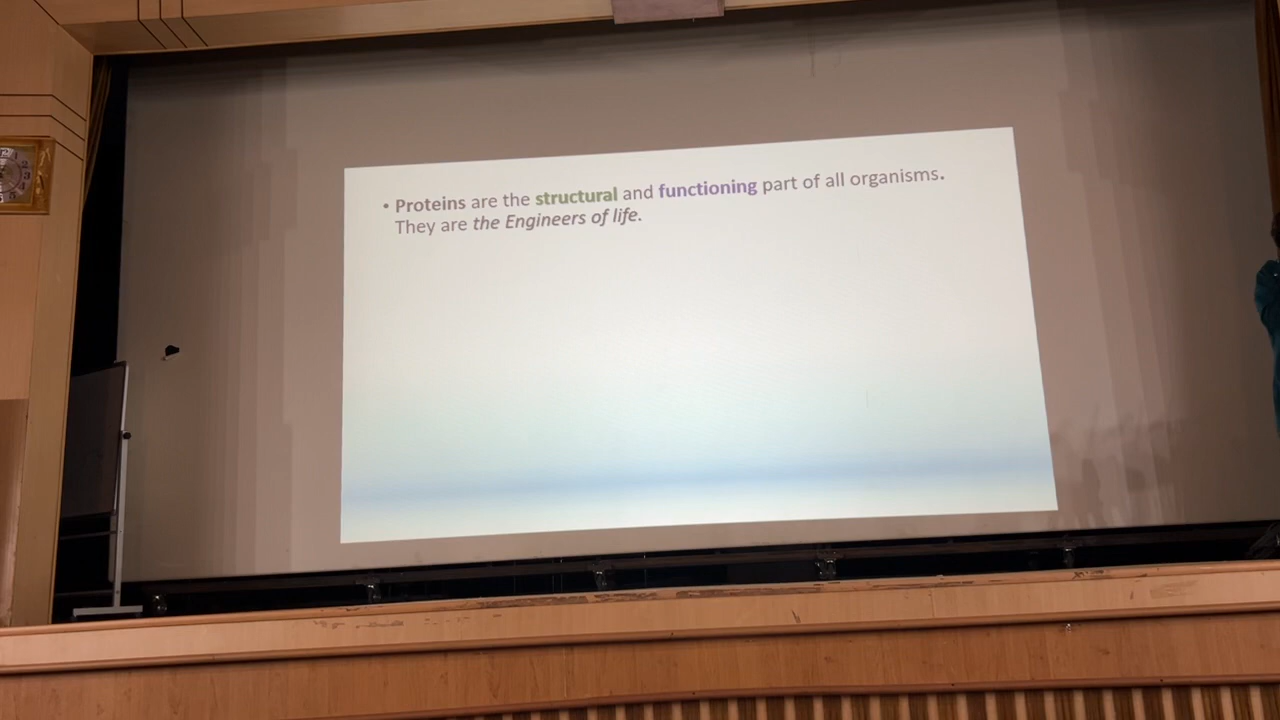 • Proteins are the structural and functioning part of all organisms.
They are the Engineers of life.